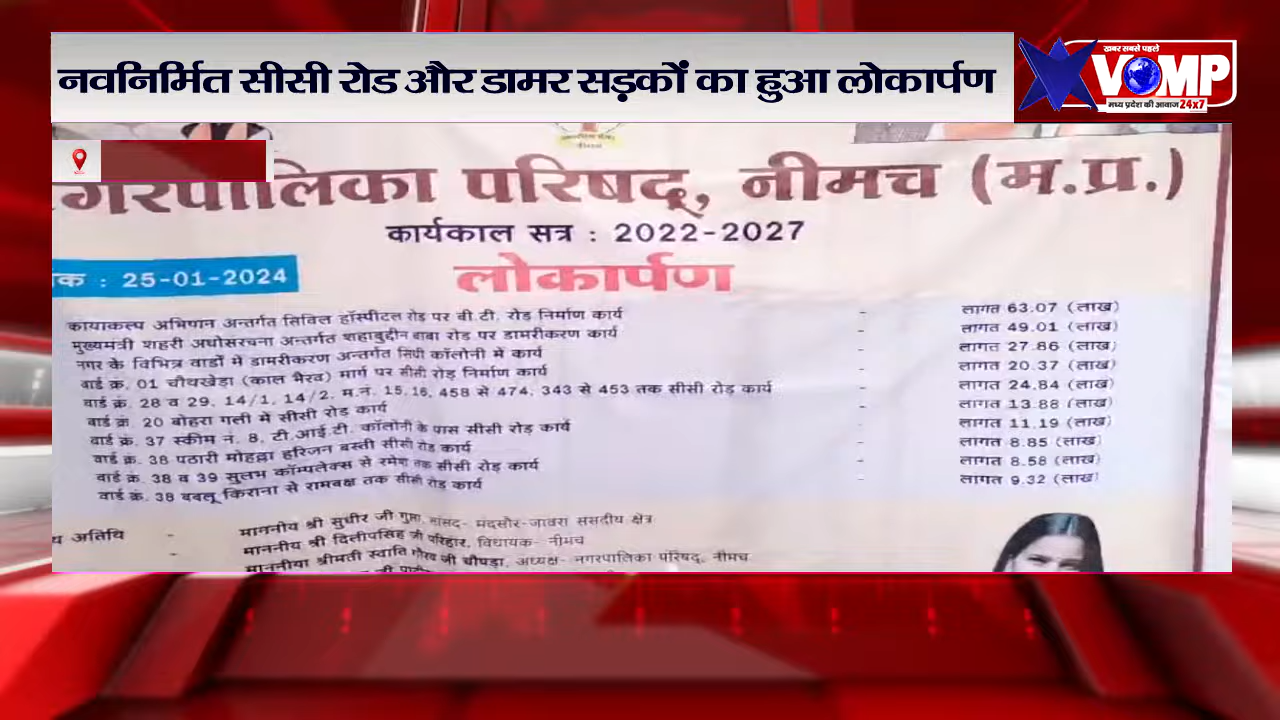 नवनिर्मित सीसी रोड और डामर सड़कों का हुआ लोकार्पण
खबर सबसे पहले
VOMP
मध्य प्रदेश की आवाज 24x7
गरपालिका परिषद्, नीमच (म.प्र.)
कार्यकाल सत्र : 2022-2027
क : 25-01-2024
लोकार्पण
कायाकल्प अभियान अन्तर्गत सिविल हॉस्पीटल रोड पर बी.टी. रोड निर्माण कार्य - लागत 63.07 (लाख)
मुख्यमंत्री शहरी अधोसंरचना अन्तर्गत शहाबुद्दीन बाबा रोड पर डामरीकरण कार्य - लागत 49.01 (लाख)
नगर के विभिन्न वार्डों में डामरीकरण अन्तर्गत सिंधी कॉलोनी में कार्य - लागत 27.86 (लाख)
वार्ड क्र. 01 चौथखेड़ा (काल भैरव) मार्ग पर सीसी रोड़ निर्माण कार्य - लागत 20.37 (लाख)
वार्ड क्रं. 28 व 29, 14/1, 14/2, म.नं. 15,16, 458 से 474, 343 से 453 तक सीसी रोड़ कार्य - लागत 24.84 (लाख)
वार्ड क्रं. 20 बोहरा गली में सीसी रोड़ कार्य - लागत 13.88 (लाख)
वार्ड क्रं. 37 स्कीम नं. 8, टी.आई.टी. कॉलोनी के पास सीसी रोड़ कार्य - लागत 11.19 (लाख)
वार्ड क्रं. 38 पठारी मोहल्ला हरिजन बस्ती सीसी रोड़ कार्य - लागत 8.85 (लाख)
वार्ड क्रं. 38 व 39 सुलभ कॉम्पलेक्स से रमेश तक सीसी रोड़ कार्य - लागत 8.58 (लाख)
वार्ड क्रं. 38 बबलू किराना से रामबक्ष तक सीसी रोड़ कार्य - लागत 9.32 (लाख)
अतिथि - माननीय श्री सुधीर जी गुप्ता, सांसद- मंदसौर-जावरा संसदीय क्षेत्र
- माननीय श्री दिलीपसिंह जी परिहार, विधायक- नीमच
माननीया श्रीमती स्वाति गौरव जी चौपड़ा, अध्यक्ष- नगरपालिका परिषद्, नीमच